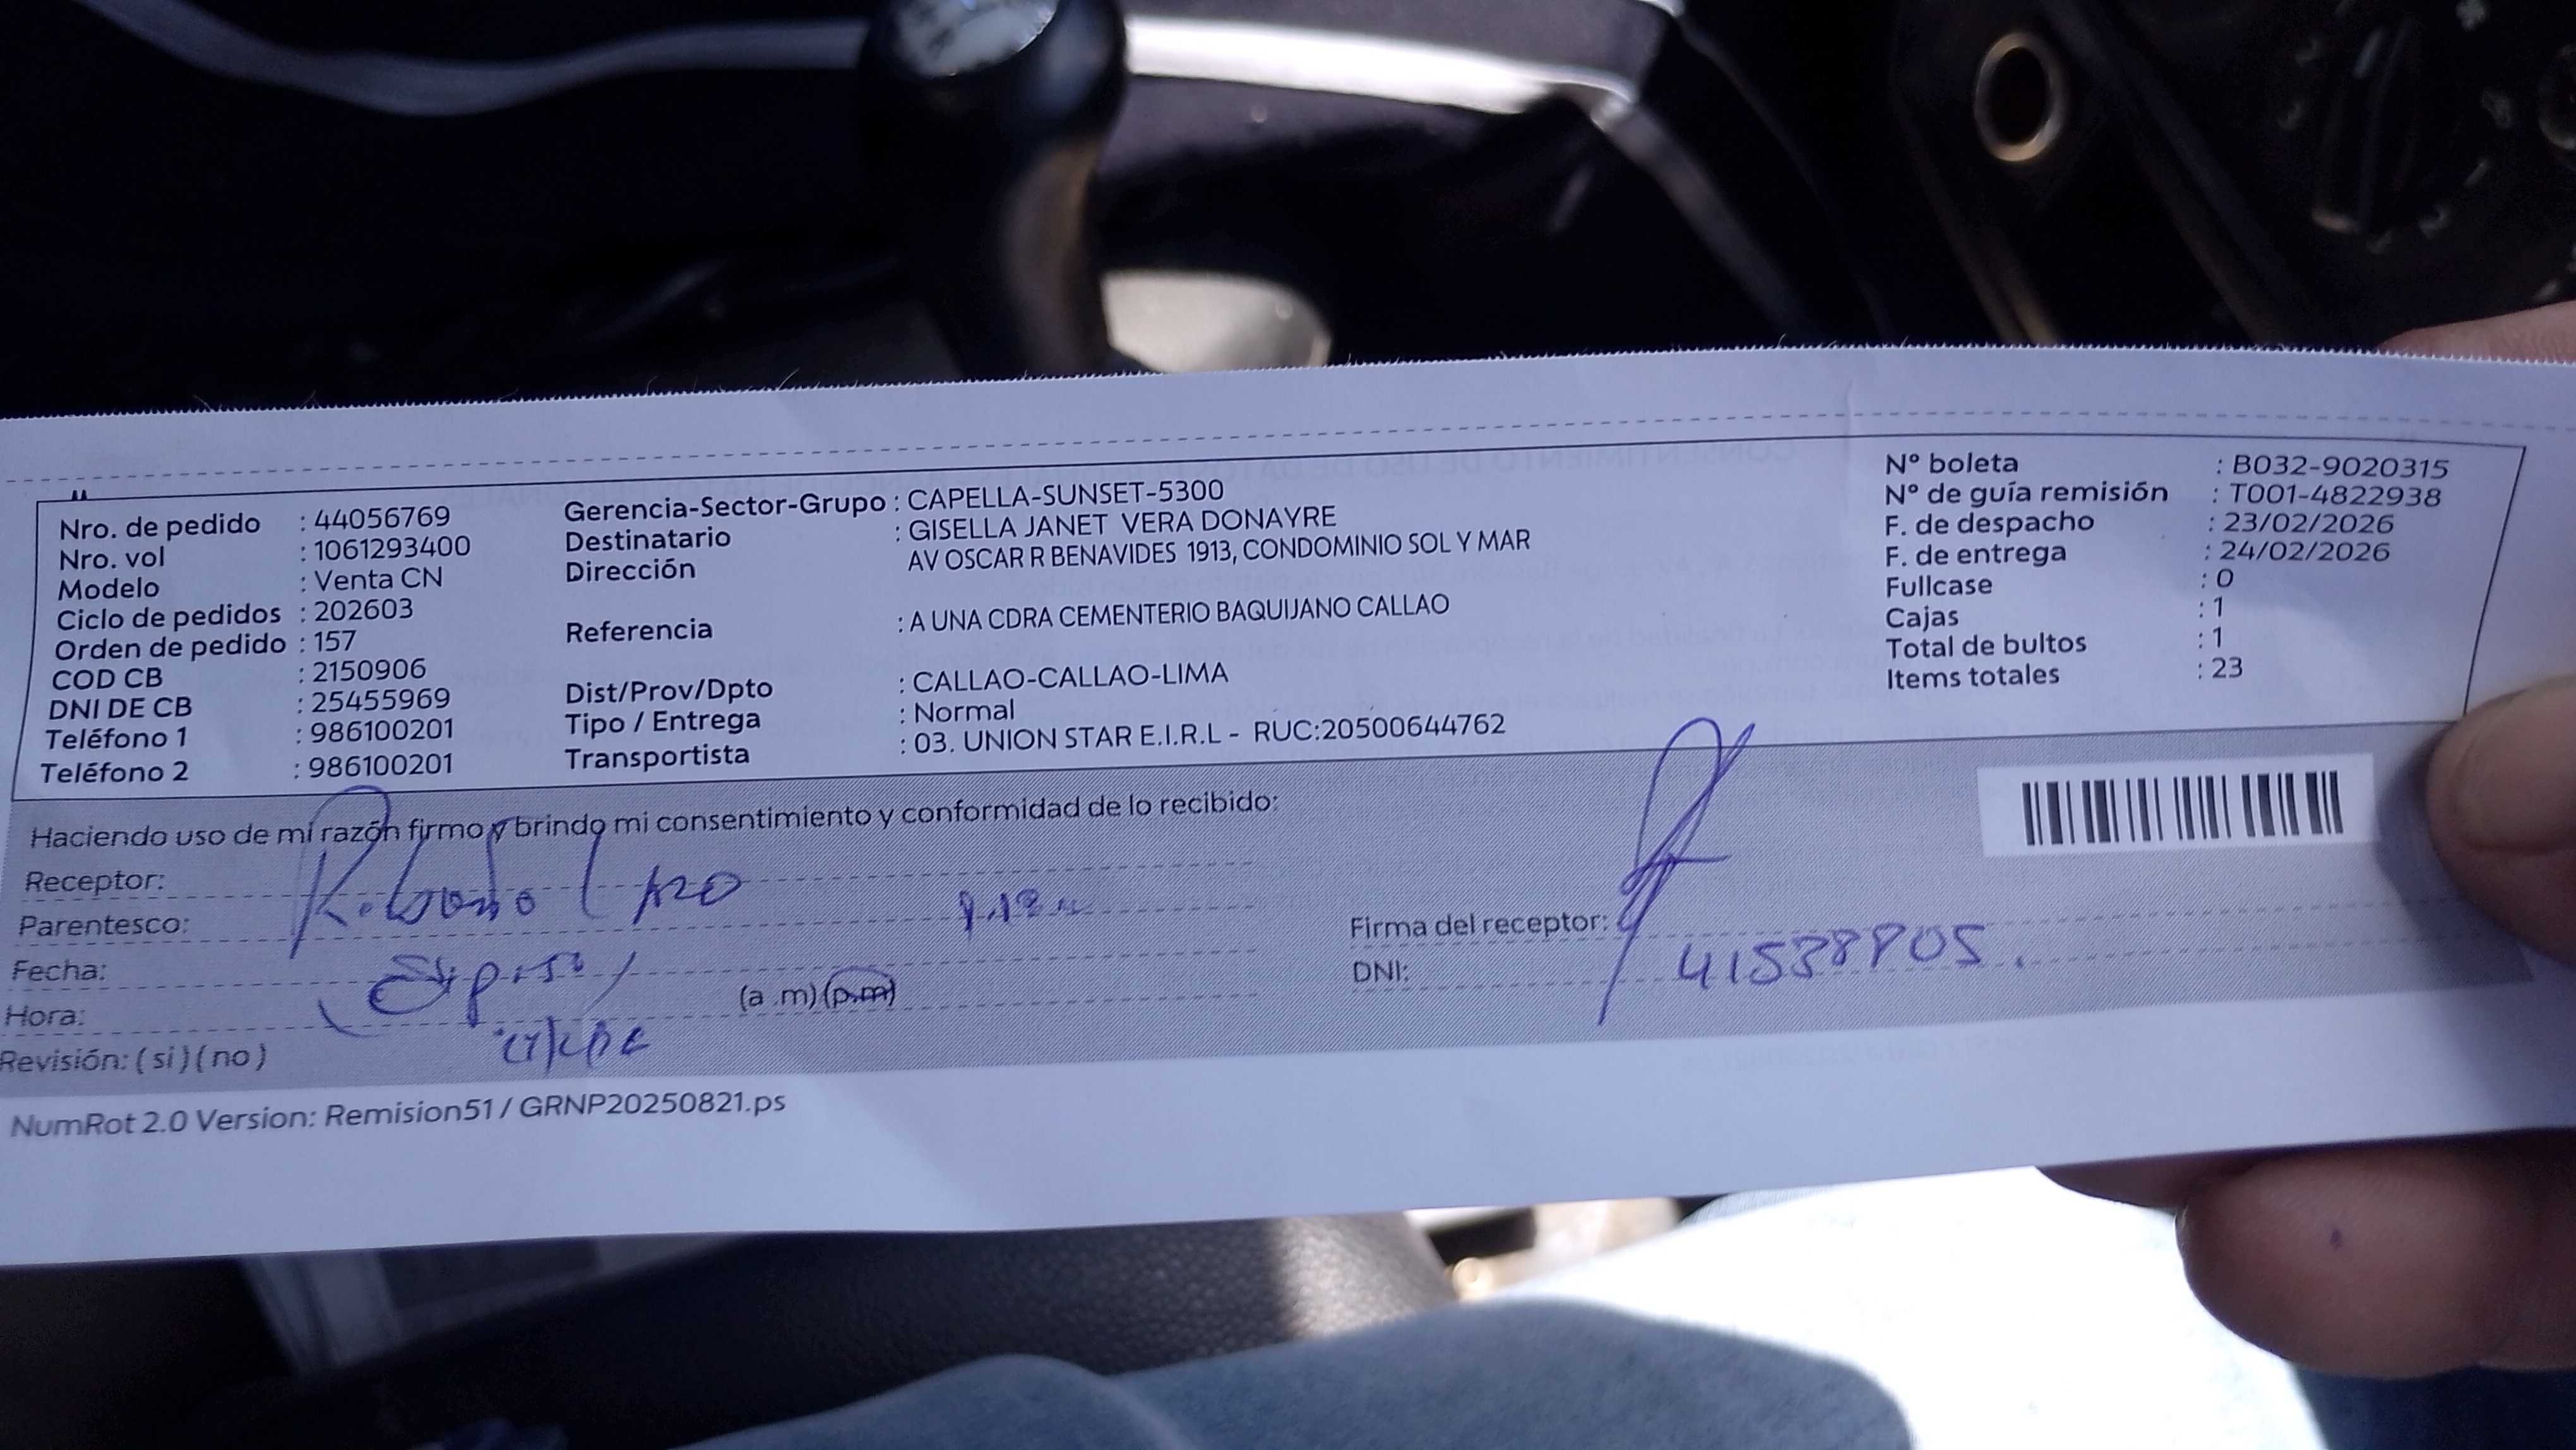 Nro. de pedido : 44056769
Nro. vol : 1061293400
Modelo : Venta CN
Ciclo de pedidos : 202603
Orden de pedido : 157
COD CB : 2150906
DNI DE CB : 25455969
Teléfono 1 : 986100201
Teléfono 2 : 986100201
Gerencia-Sector-Grupo : CAPELLA-SUNSET-5300
Destinatario : GISELLA JANET VERA DONAYRE
Dirección AV OSCAR R BENAVIDES 1913, CONDOMINIO SOL Y MAR
Referencia : A UNA CDRA CEMENTERIO BAQUIJANO CALLAO
Dist/Prov/Dpto : CALLAO-CALLAO-LIMA
Tipo / Entrega : Normal
Transportista : 03. UNION STAR E.I.R.L - RUC:20500644762
N° boleta : B032-9020315
N° de guía remisión : T001-4822938
F. de despacho : 23/02/2026
F. de entrega : 24/02/2026
Fullcase : 0
Cajas : 1
Total de bultos : 1
Items totales : 23
Haciendo uso de mi razón firmo y brindo mi consentimiento y conformidad de lo recibido:
Receptor:
Parentesco:
Fecha:
Hora: (a .m)(p.m)
Revisión: ( si ) ( no )
Firma del receptor:
DNI:
NumRot 2.0 Version: Remision51 / GRNP20250821.ps